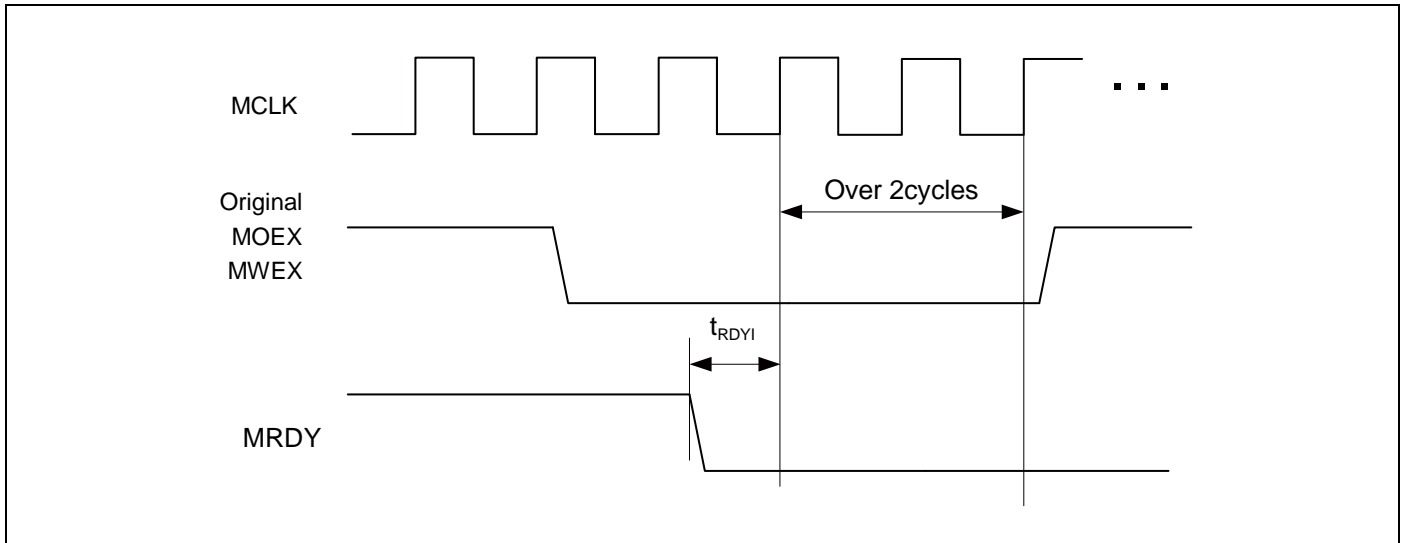 MCLK
Over 2cycles
Original
MOEX
MWEX
tRDYI
MRDY